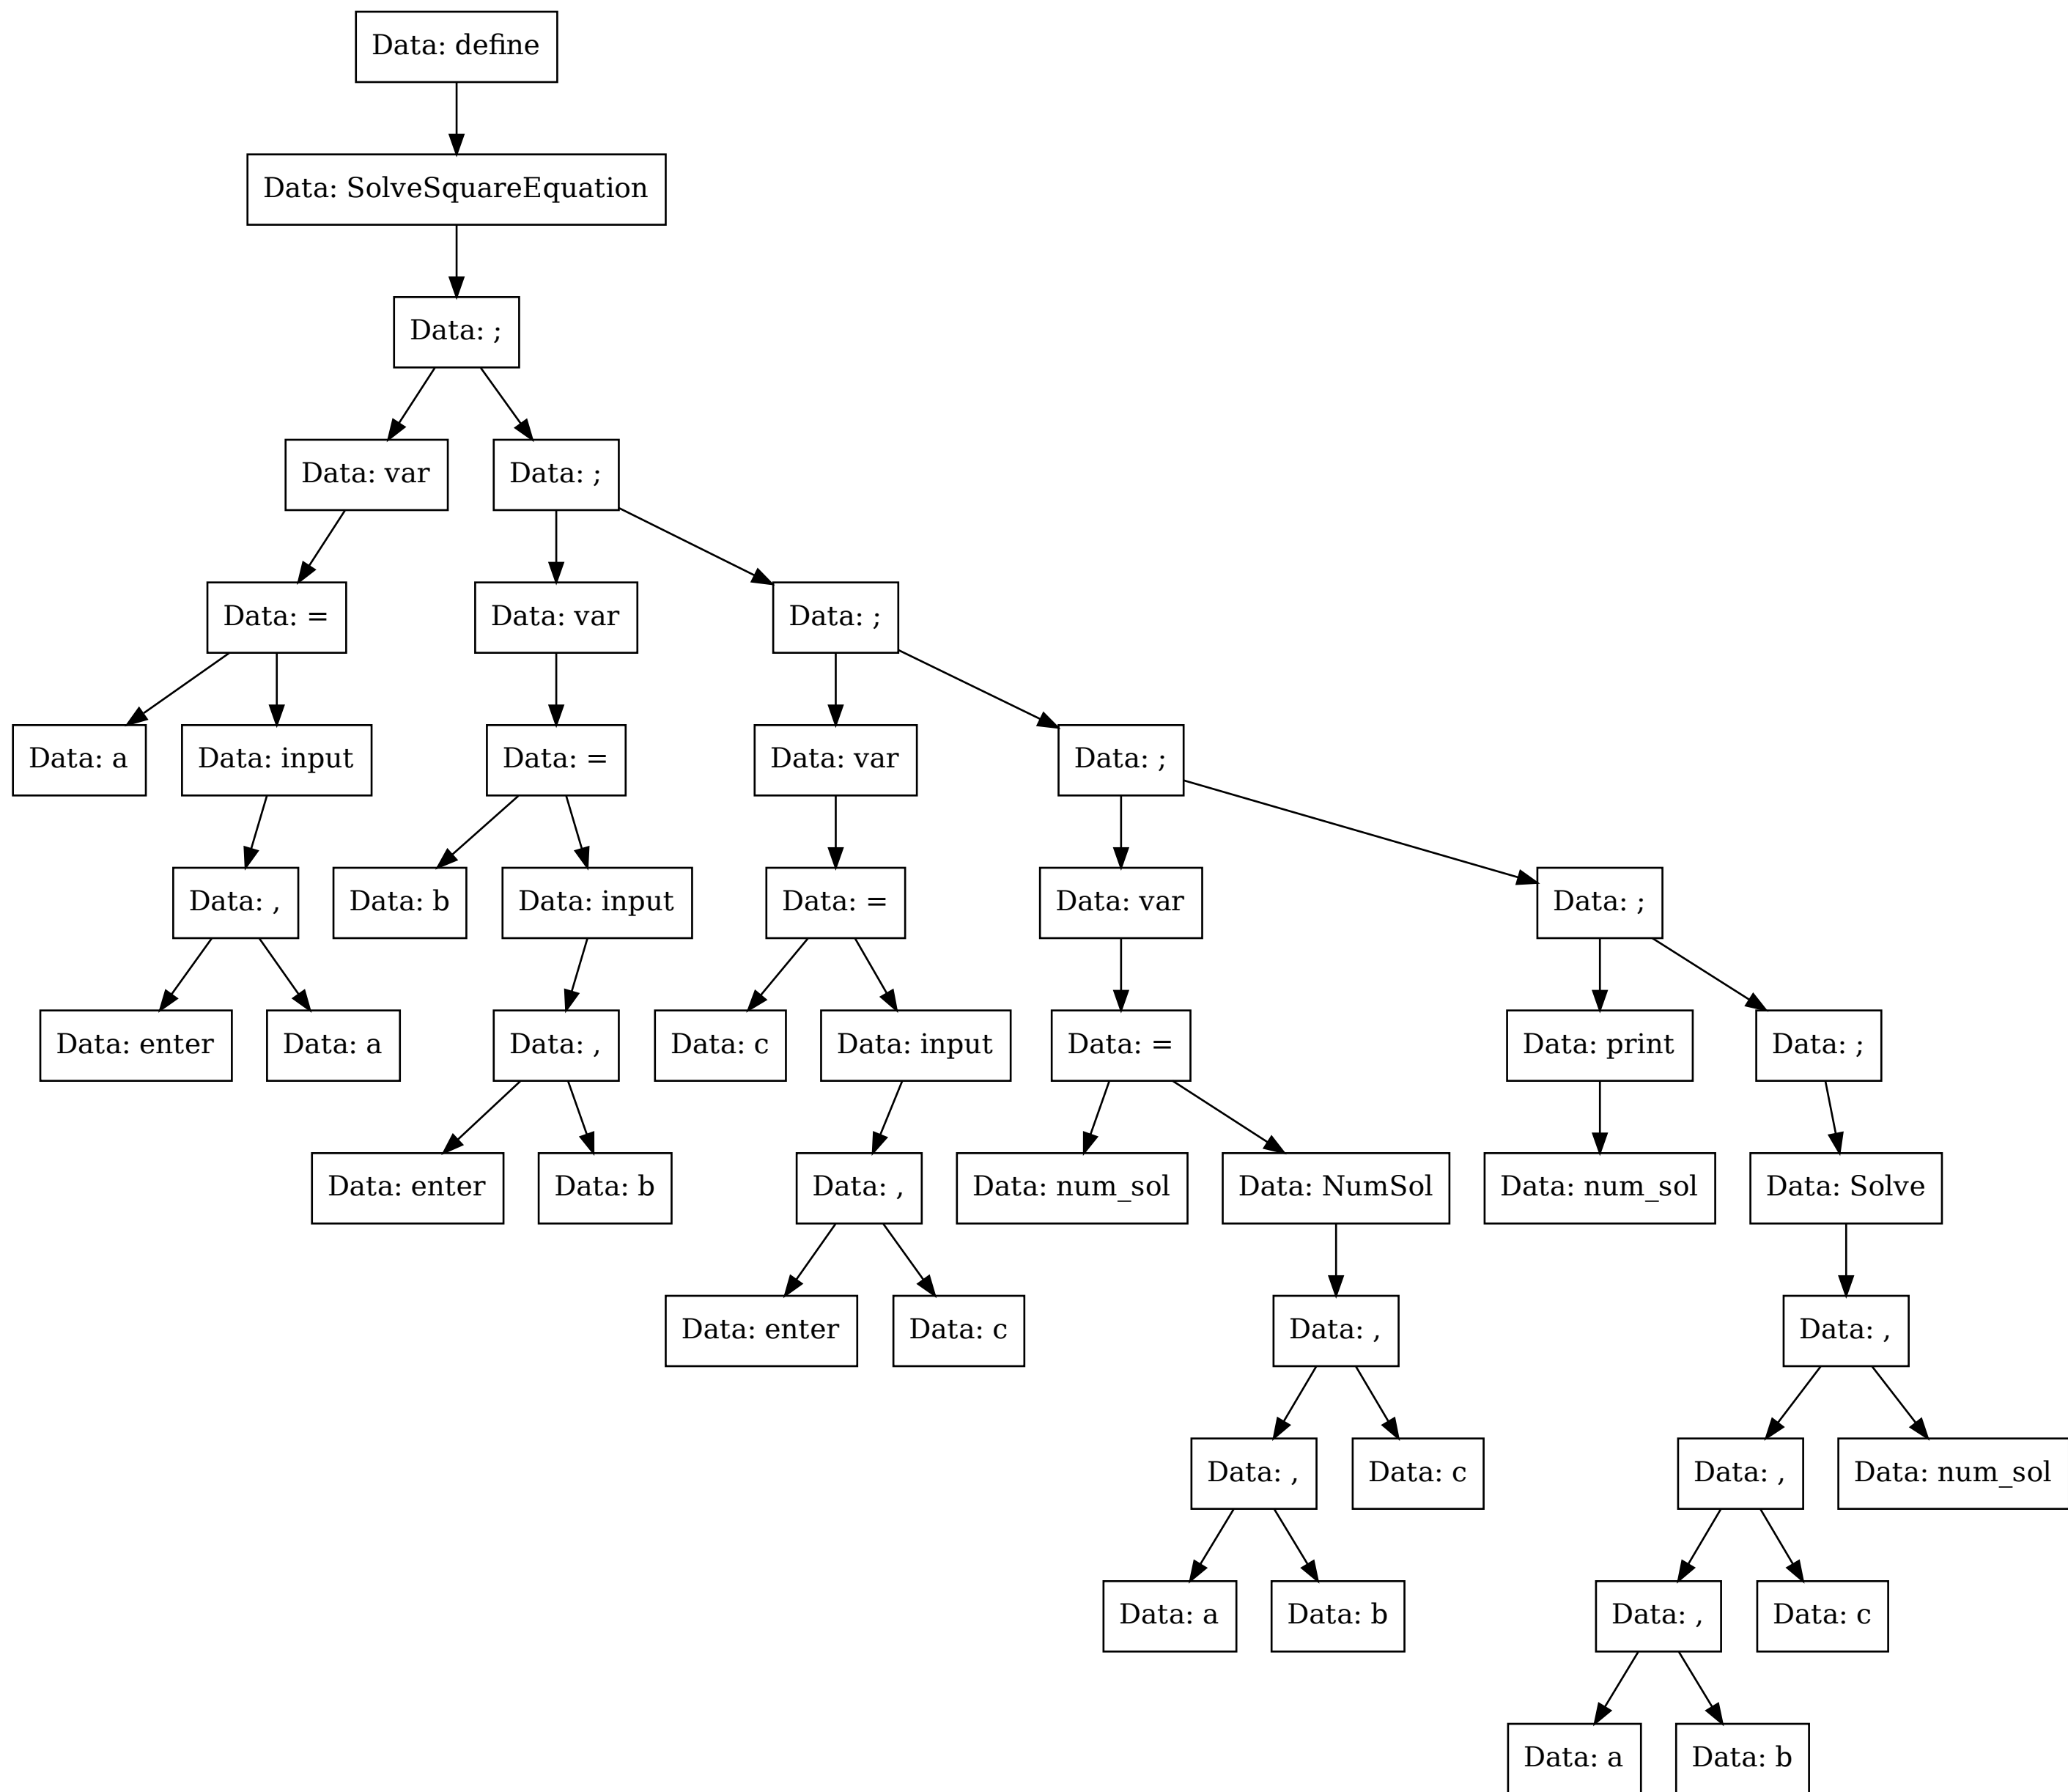 Data: define
Data: SolveSquareEquation
Data: ;
Data: var
Data: ;
Data: =
Data: var
Data: ;
Data: a
Data: input
Data: =
Data: var
Data: ;
Data: ,
Data: b
Data: input
Data: =
Data: var
Data: ;
Data: enter
Data: a
Data: ,
Data: c
Data: input
Data: =
Data: print
Data: ;
Data: enter
Data: b
Data: ,
Data: num_sol
Data: NumSol
Data: num_sol
Data: Solve
Data: enter
Data: c
Data: ,
Data: ,
Data: ,
Data: c
Data: ,
Data: num_sol
Data: a
Data: b
Data: ,
Data: c
Data: a
Data: b